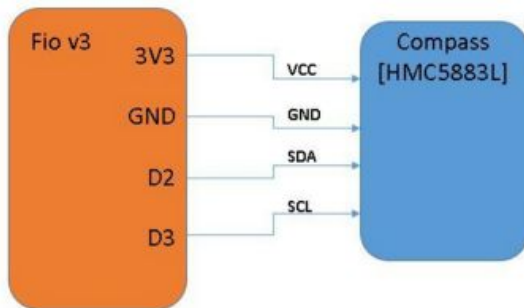 Fio v3
3V3
GND
D2
D3
VCC
GND
SDA
SCL
Compass
[HMC5883L]